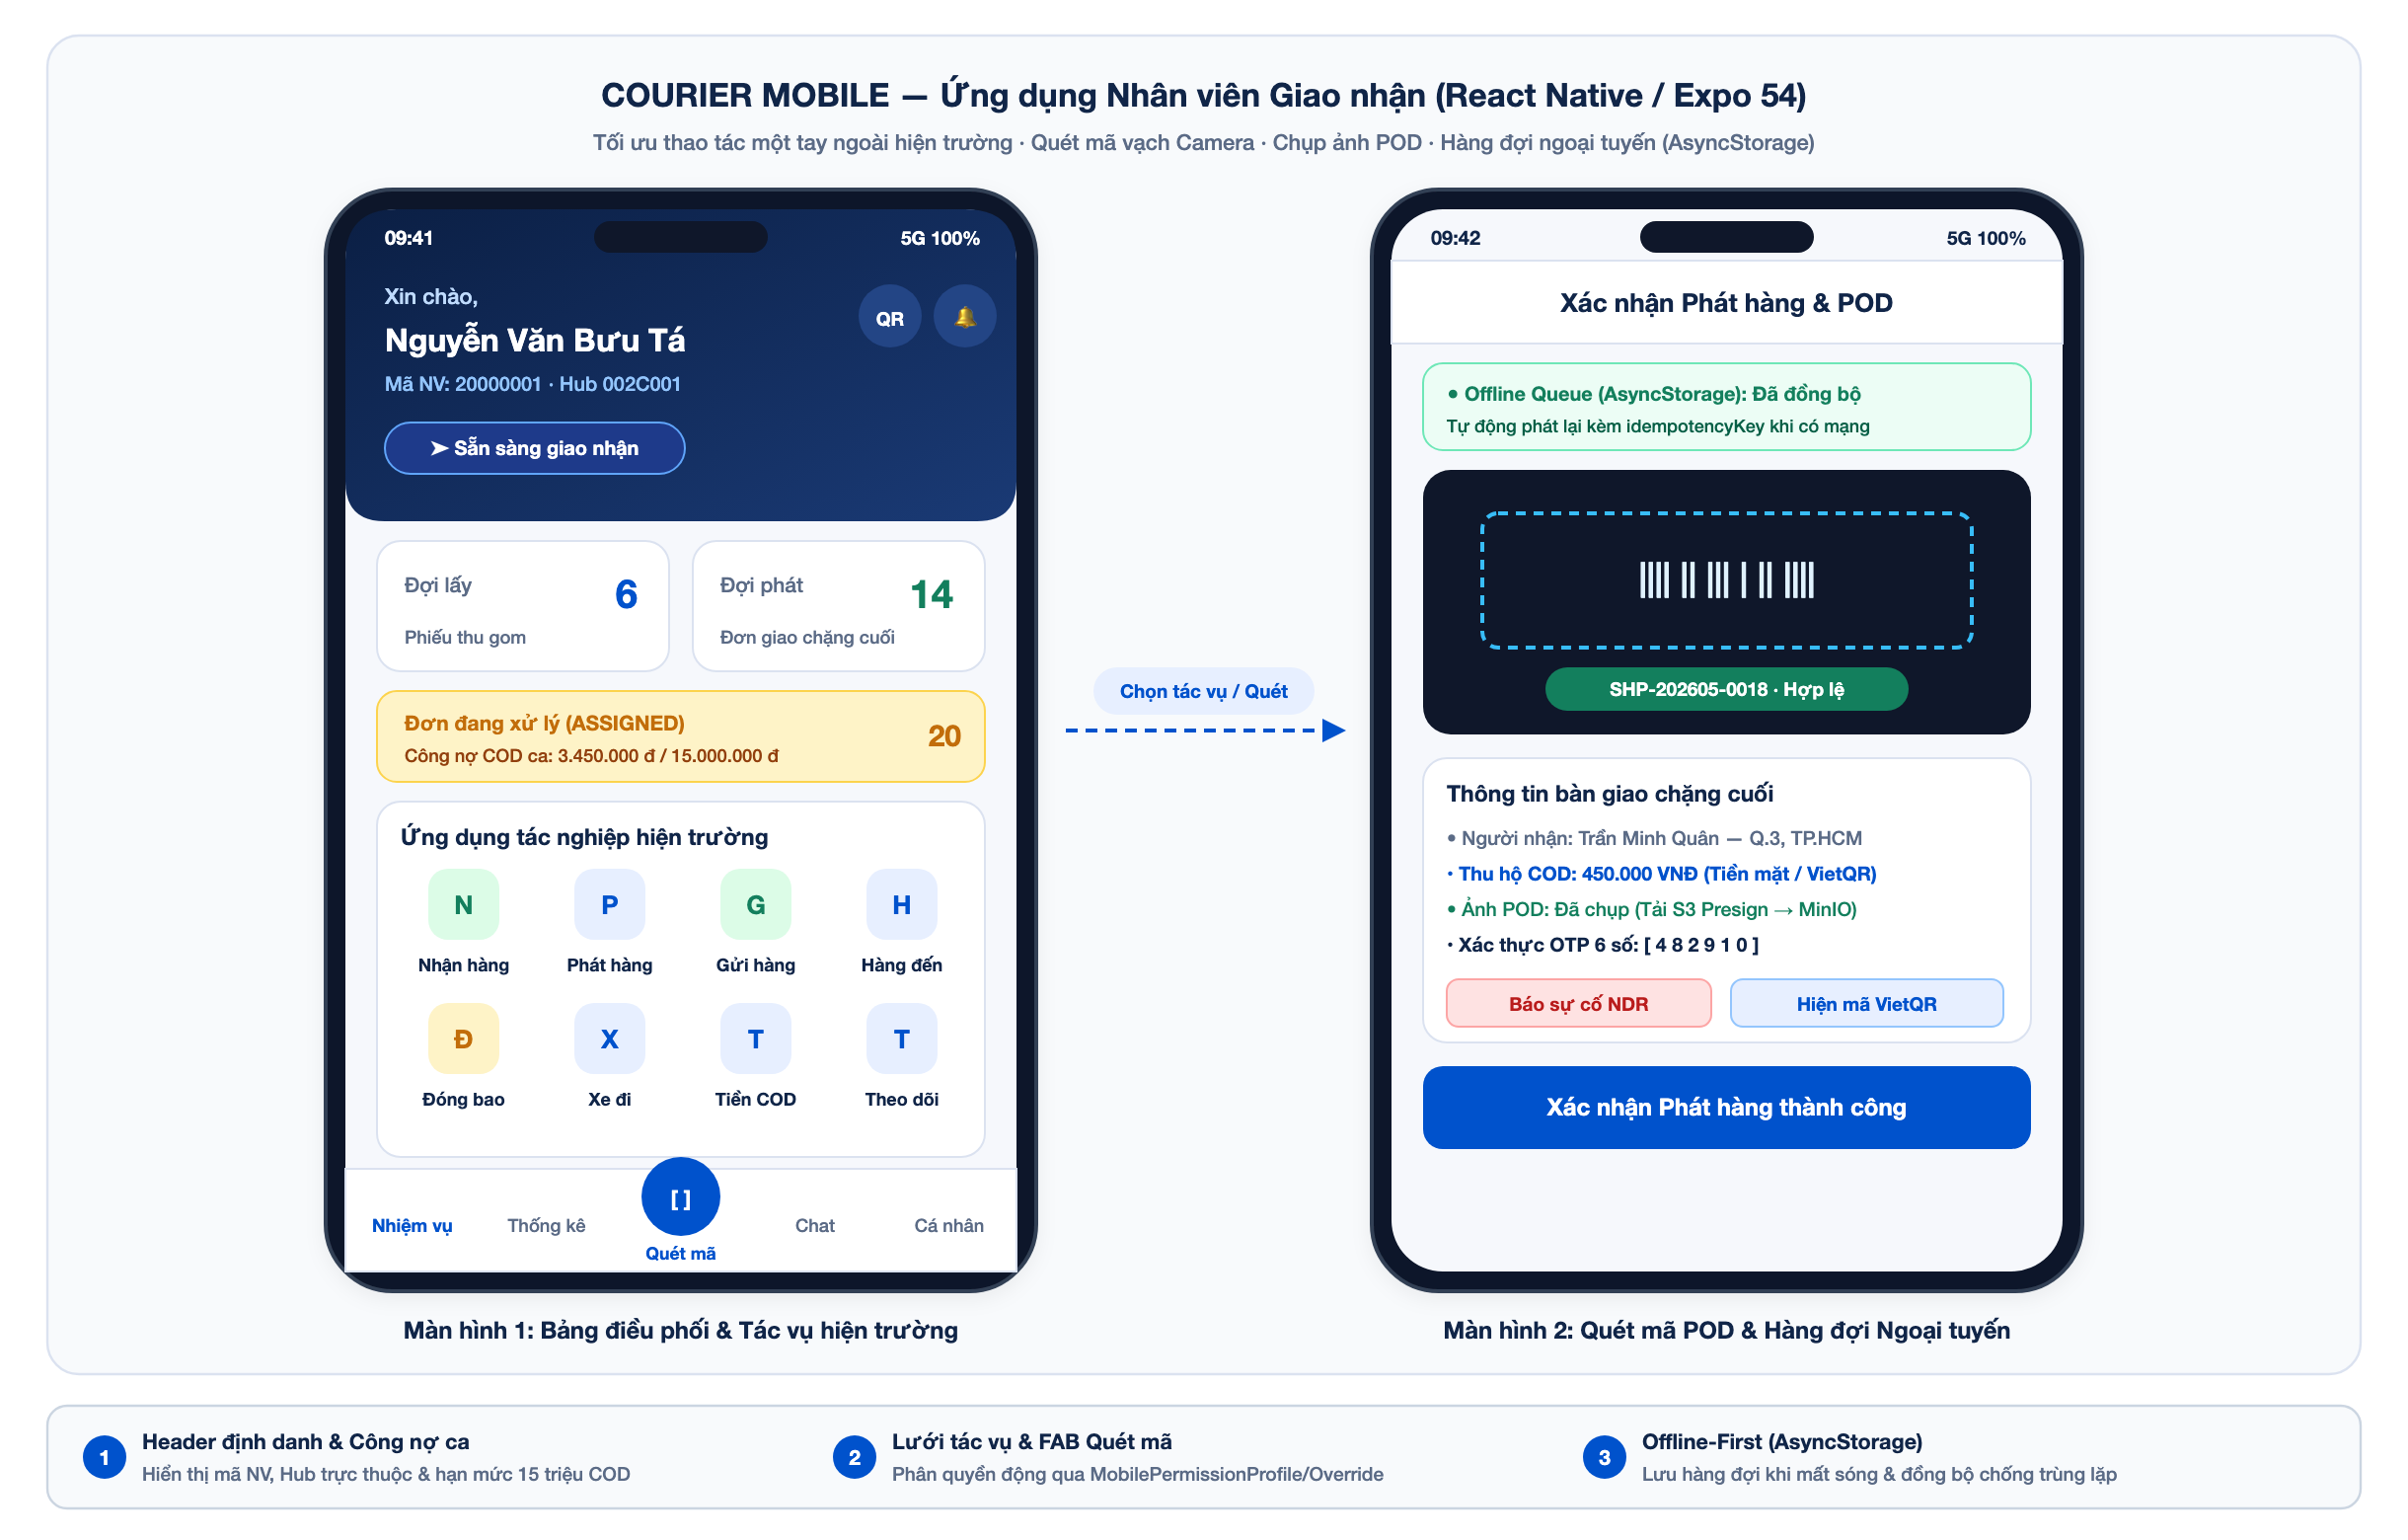 COURIER MOBILE — Ứng dụng Nhân viên Giao nhận (React Native / Expo 54)
Tối ưu thao tác một tay ngoài hiện trường · Quét mã vạch Camera · Chụp ảnh POD · Hàng đợi ngoại tuyến (AsyncStorage)
09:41
5G 100%
Xin chào,
Nguyễn Văn Bưu Tá
Mã NV: 20000001 · Hub 002C001
QR
➤ Sẵn sàng giao nhận
Đợi lấy
6
Phiếu thu gom
Đợi phát
14
Đơn giao chặng cuối
Đơn đang xử lý (ASSIGNED)
Công nợ COD ca: 3.450.000 đ / 15.000.000 đ
20
Ứng dụng tác nghiệp hiện trường
N
P
G
H
Nhận hàng
Phát hàng
Gửi hàng
Hàng đến
Đ
X
T
T
Đóng bao
Xe đi
Tiền COD
Theo dõi
[ ]
Nhiệm vụ
Thống kê
Quét mã
Chat
Cá nhân
Màn hình 1: Bảng điều phối & Tác vụ hiện trường
Chọn tác vụ / Quét
09:42
5G 100%
Xác nhận Phát hàng & POD
• Offline Queue (AsyncStorage): Đã đồng bộ
Tự động phát lại kèm idempotencyKey khi có mạng
SHP-202605-0018 · Hợp lệ
Thông tin bàn giao chặng cuối
• Người nhận: Trần Minh Quân — Q.3, TP.HCM
• Thu hộ COD: 450.000 VNĐ (Tiền mặt / VietQR)
• Ảnh POD: Đã chụp (Tải S3 Presign → MinIO)
• Xác thực OTP 6 số: [ 4 8 2 9 1 0 ]
Báo sự cố NDR
Hiện mã VietQR
Xác nhận Phát hàng thành công
Màn hình 2: Quét mã POD & Hàng đợi Ngoại tuyến
1
Header định danh & Công nợ ca
Hiển thị mã NV, Hub trực thuộc & hạn mức 15 triệu COD
2
Lưới tác vụ & FAB Quét mã
Phân quyền động qua MobilePermissionProfile/Override
3
Offline-First (AsyncStorage)
Lưu hàng đợi khi mất sóng & đồng bộ chống trùng lặp